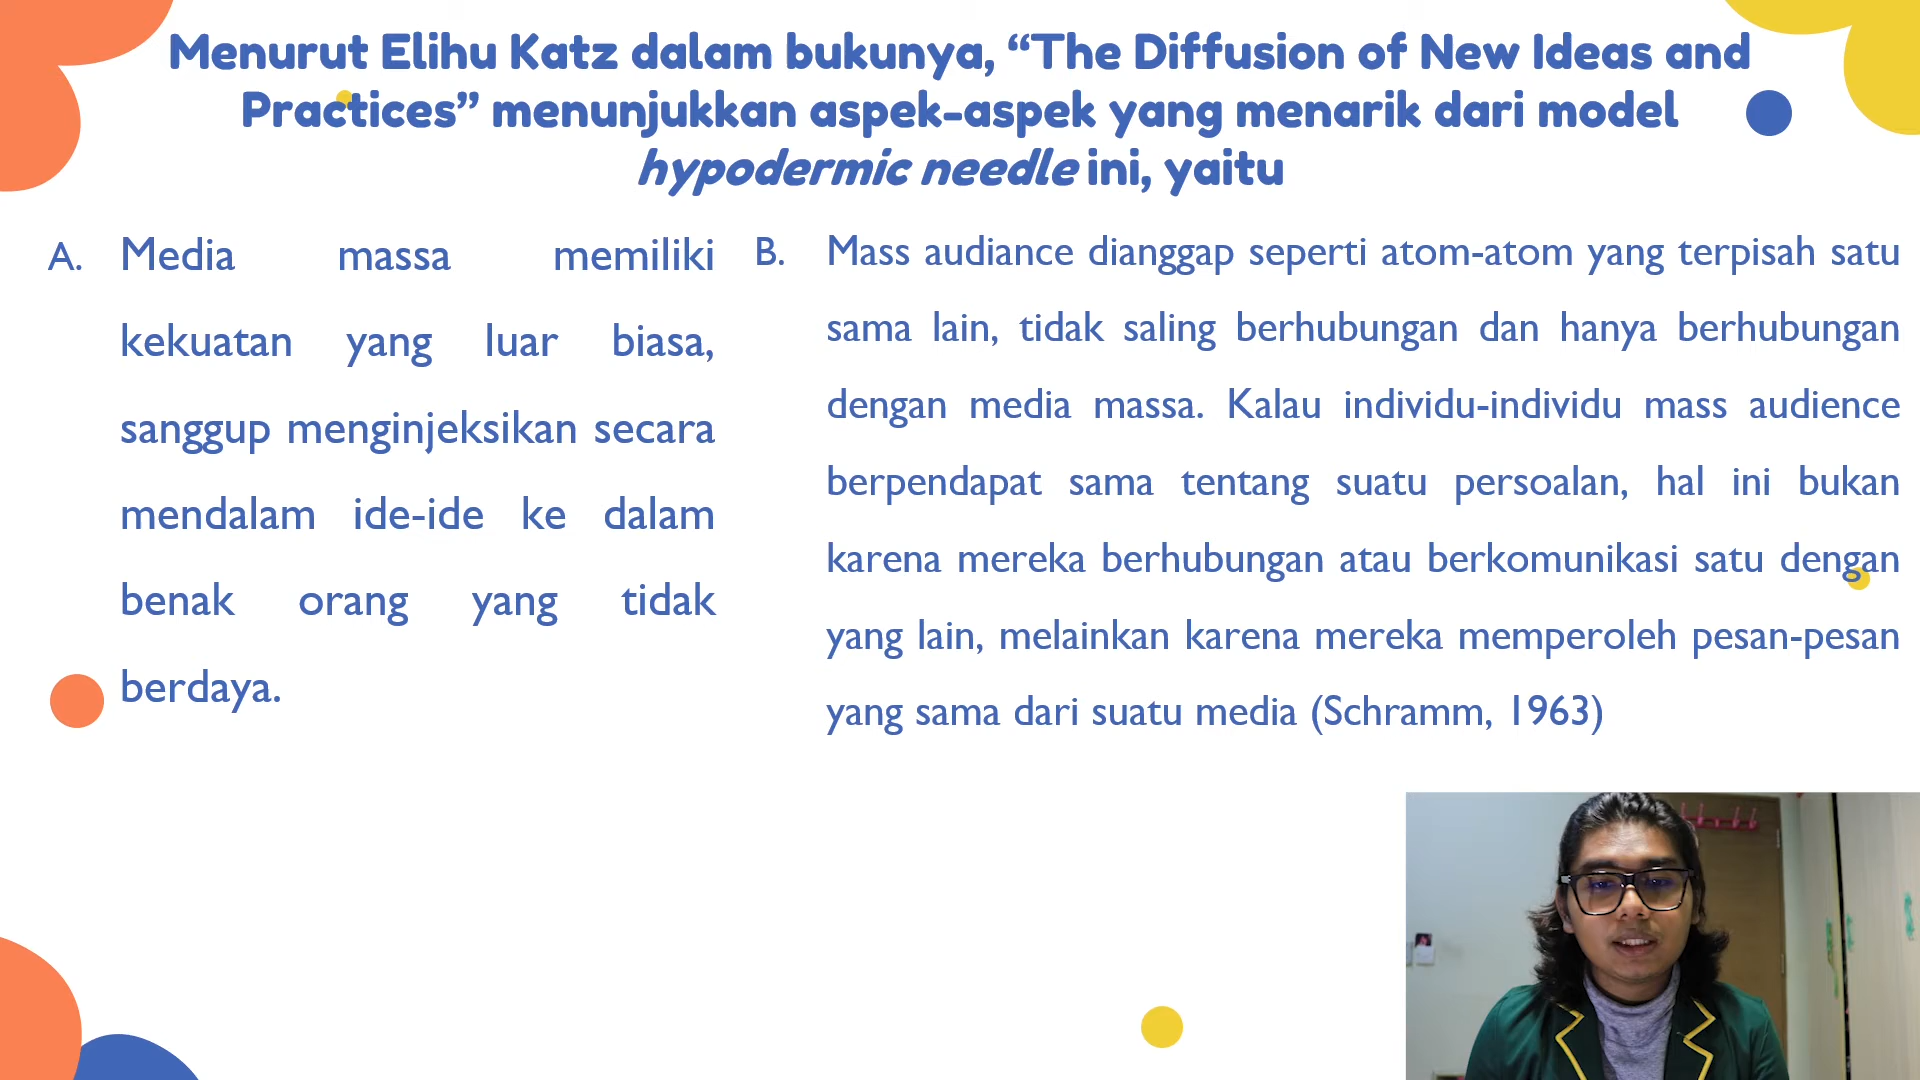 Menurut Elihu Katz dalam bukunya, “The Diffusion of New Ideas and
Practices” menunjukkan aspek-aspek yang menarik dari model
hypodermic needle ini, yaitu
A. Media massa memiliki
kekuatan yang luar biasa,
sanggup menginjeksikan secara
mendalam ide-ide ke dalam
benak orang yang tidak
berdaya.
B. Mass audiance dianggap seperti atom-atom yang terpisah satu
sama lain, tidak saling berhubungan dan hanya berhubungan
dengan media massa. Kalau individu-individu mass audience
berpendapat sama tentang suatu persoalan, hal ini bukan
karena mereka berhubungan atau berkomunikasi satu dengan
yang lain, melainkan karena mereka memperoleh pesan-pesan
yang sama dari suatu media (Schramm, 1963)